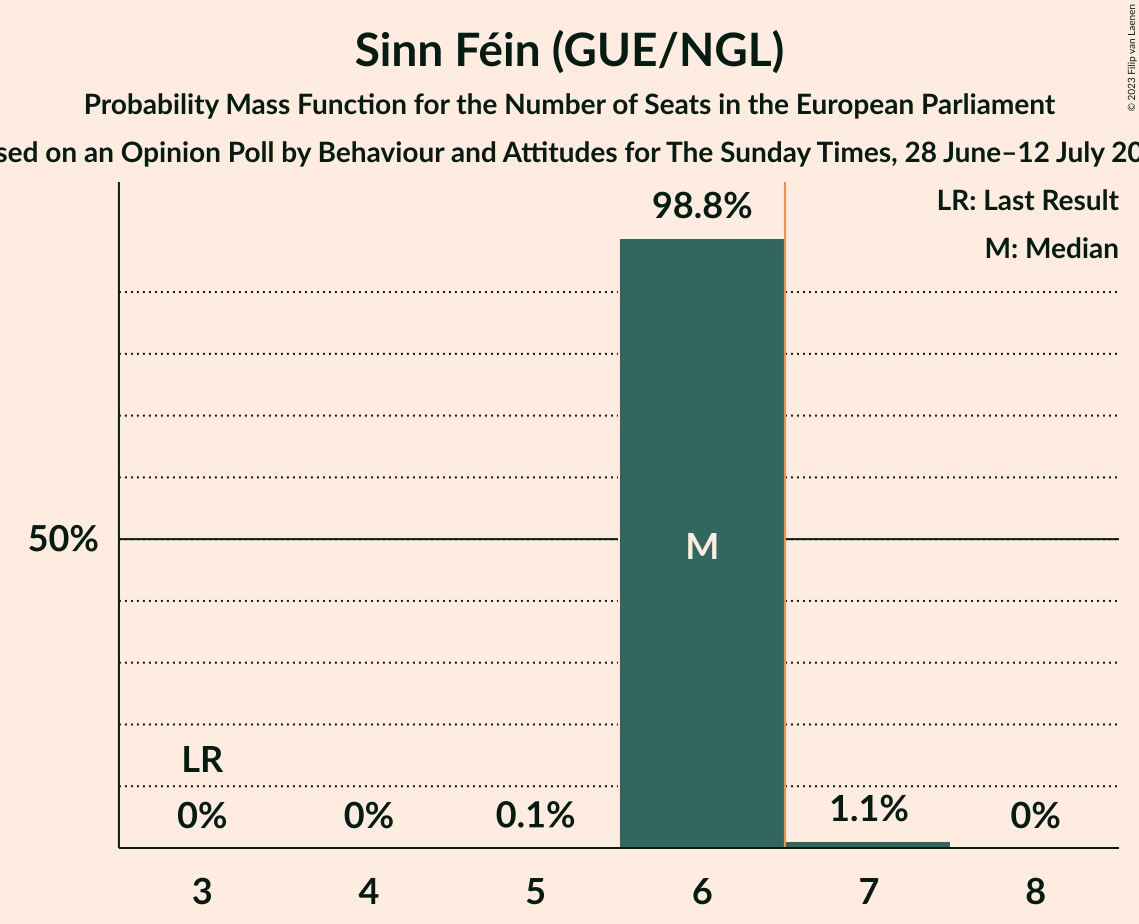 Sinn Féin (GUE/NGL)
Probability Mass Function for the Number of Seats in the European Parliament
on an Opinion Poll by Behaviour and Attitudes for The Sunday Times, 28 June–12 July
© 2023 Filip van Laenen
LR: Last Result
M: Median
98.8%
50%
M
LR
0%
0%
0.1%
1.1%
0%
3
4
5
6
7
8